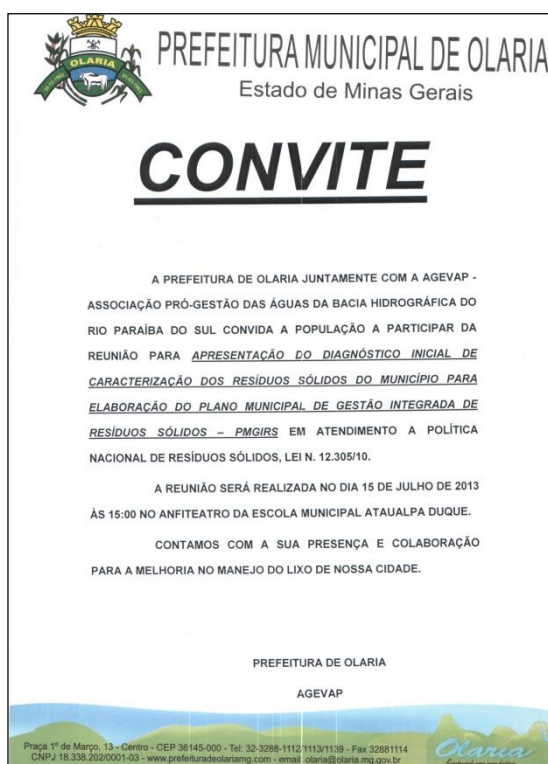 OLARIA
PREFEITURA MUNICIPAL DE OLARIA
Estado de Minas Gerais
CONVITE
A PREFEITURA DE OLARIA JUNTAMENTE COM A AGEVAP -
ASSOCIAÇÃO PRÓ-GESTÃO DAS ÁGUAS DA BACIA HIDROGRÁFICA DO
RIO PARAÍBA DO SUL CONVIDA A POPULAÇÃO A PARTICIPAR DA
REUNIÃO PARA APRESENTAÇÃO DO DIAGNÓSTICO INICIAL DE
CARACTERIZAÇÃO DOS RESÍDUOS SÓLIDOS DO MUNICÍPIO PARA
ELABORAÇÃO DO PLANO MUNICIPAL DE GESTÃO INTEGRADA DE
RESÍDUOS SÓLIDOS – PMGIRS EM ATENDIMENTO A POLÍTICA
NACIONAL DE RESÍDUOS SÓLIDOS, LEI N. 12.305/10.
A REUNIÃO SERÁ REALIZADA NO DIA 15 DE JULHO DE 2013
ÀS 15:00 NO ANFITEATRO DA ESCOLA MUNICIPAL ATAUALPA DUQUE.
CONTAMOS COM A SUA PRESENÇA E COLABORAÇÃO
PARA A MELHORIA NO MANEJO DO LIXO DE NOSSA CIDADE.
PREFEITURA DE OLARIA
AGEVAP
Praça 1º de Março, 13 - Centro - CEP 36145-000 - Tel: 32-3288-1112/1113/1139 - Fax 32881114
CNPJ 18.338.202/0001-03 - www.prefeituradeolariamg.com - email olaria@olaria.mg.gov.br
Olaria